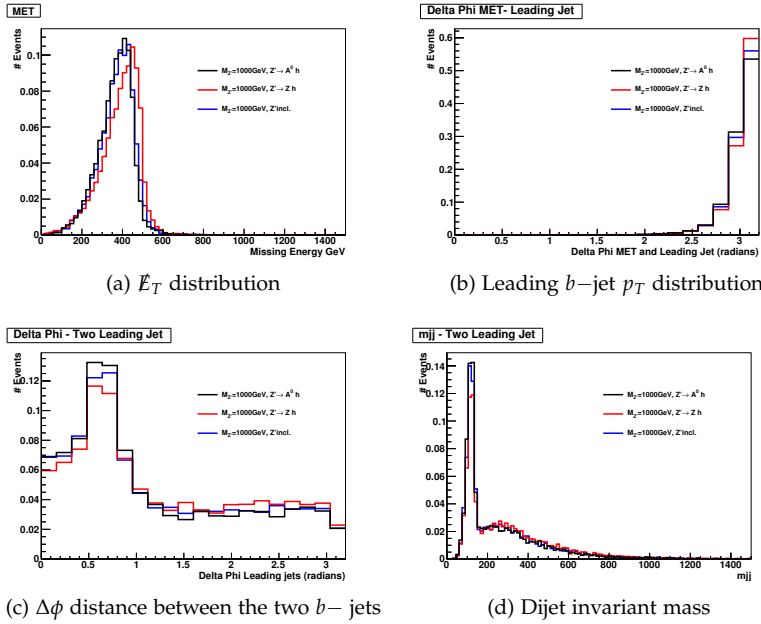 MET
# Events
0.1
0.08
0.06
0.04
0.02
0
M_Z'=1000GeV, Z'→ A⁰ h
M_Z'=1000GeV, Z'→ Z h
M_Z'=1000GeV, Z'incl.
0 200 400 600 800 1000 1200 1400
Missing Energy GeV
(a) E̸_T distribution
Delta Phi MET- Leading Jet
# Events
0.6
0.5
0.4
0.3
0.2
0.1
0
M_Z'=1000GeV, Z'→ A⁰ h
M_Z'=1000GeV, Z'→ Z h
M_Z'=1000GeV, Z'incl.
0 0.5 1 1.5 2 2.5 3
Delta Phi MET and Leading Jet (radians)
(b) Leading b−jet p_T distribution
Delta Phi - Two Leading Jet
# Events
0.12
0.1
0.08
0.06
0.04
0.02
0
M_Z'=1000GeV, Z'→ A⁰ h
M_Z'=1000GeV, Z'→ Z h
M_Z'=1000GeV, Z'incl.
0 0.5 1 1.5 2 2.5 3
Delta Phi Leading jets (radians)
(c) Δϕ distance between the two b− jets
mjj - Two Leading Jet
# Events
0.14
0.12
0.1
0.08
0.06
0.04
0.02
0
M_Z'=1000GeV, Z'→ A⁰ h
M_Z'=1000GeV, Z'→ Z h
M_Z'=1000GeV, Z'incl.
0 200 400 600 800 1000 1200 1400
mjj
(d) Dijet invariant mass